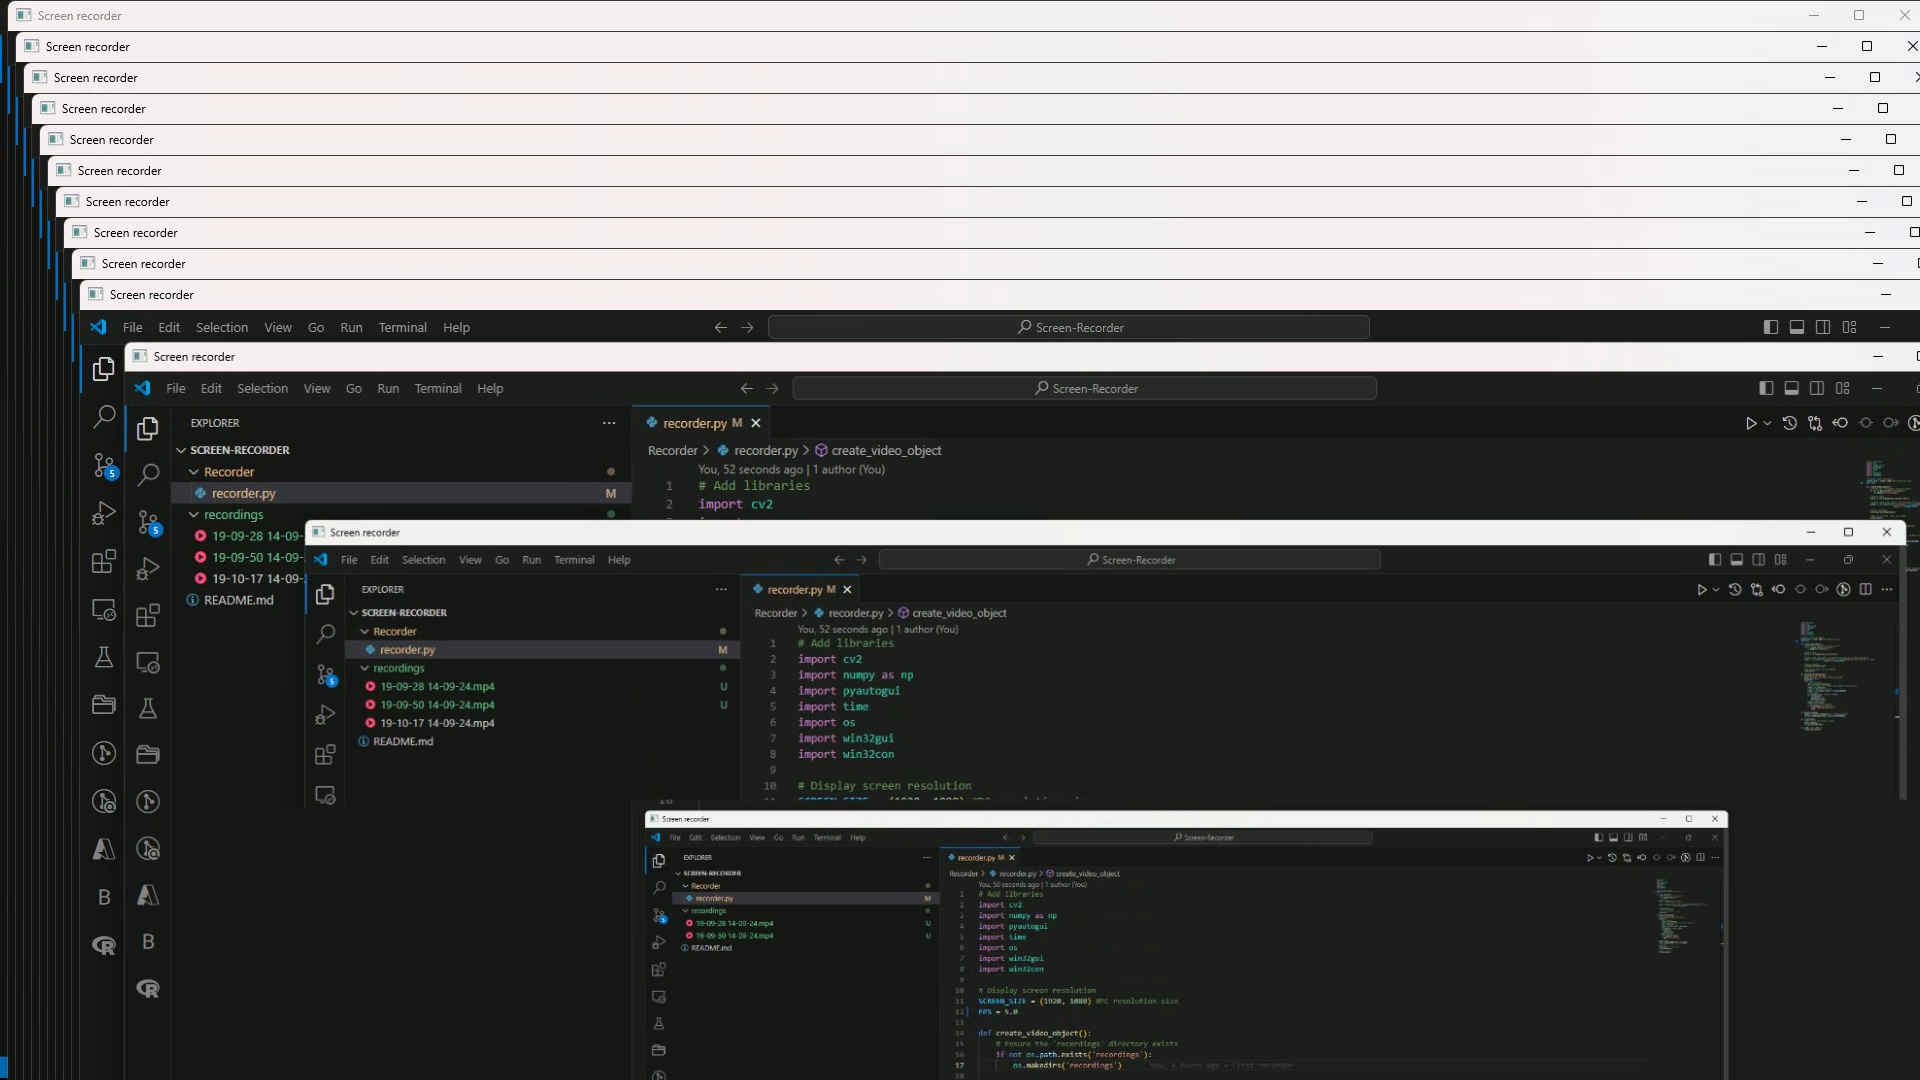 Screen recorder
Screen recorder
Screen recorder
Screen recorder
Screen recorder
Screen recorder
Screen recorder
Screen recorder
Screen recorder
Screen recorder
File Edit Selection View Go Run Terminal Help
Screen-Recorder
Screen recorder
File Edit Selection View Go Run Terminal Help
Screen-Recorder
EXPLORER
SCREEN-RECORDER
Recorder
recorder.py M
recordings
19-09-28 14-09-
19-09-50 14-09-
19-10-17 14-09-
README.md
5
5
B
B
recorder.py M
Recorder > recorder.py > create_video_object
You, 52 seconds ago | 1 author (You)
1 # Add libraries
2 import cv2
Screen recorder
File Edit Selection View Go Run Terminal Help
Screen-Recorder
EXPLORER
SCREEN-RECORDER
Recorder
recorder.py M
recordings
19-09-28 14-09-24.mp4 U
19-09-50 14-09-24.mp4 U
19-10-17 14-09-24.mp4
README.md
5
recorder.py M
Recorder > recorder.py > create_video_object
You, 52 seconds ago | 1 author (You)
1 # Add libraries
2 import cv2
3 import numpy as np
4 import pyautogui
5 import time
6 import os
7 import win32gui
8 import win32con
9
10 # Display screen resolution
Screen recorder
File Edit Selection View Go Run Terminal Help
Screen-Recorder
EXPLORER
SCREEN-RECORDER
Recorder
recorder.py M
recordings
19-09-28 14-09-24.mp4 U
19-09-50 14-09-24.mp4 U
README.md
recorder.py M
Recorder > recorder.py > create_video_object
You, 50 seconds ago | 1 author (You)
1 # Add libraries
2 import cv2
3 import numpy as np
4 import pyautogui
5 import time
6 import os
7 import win32gui
8 import win32con
9
10 # Display screen resolution
11 SCREEN_SIZE = (1920, 1080) #PC resolution size
12 FPS = 5.0
13
14 def create_video_object():
15 # Ensure the 'recordings' directory exists
16 if not os.path.exists('recordings'):
17 os.makedirs('recordings')
18